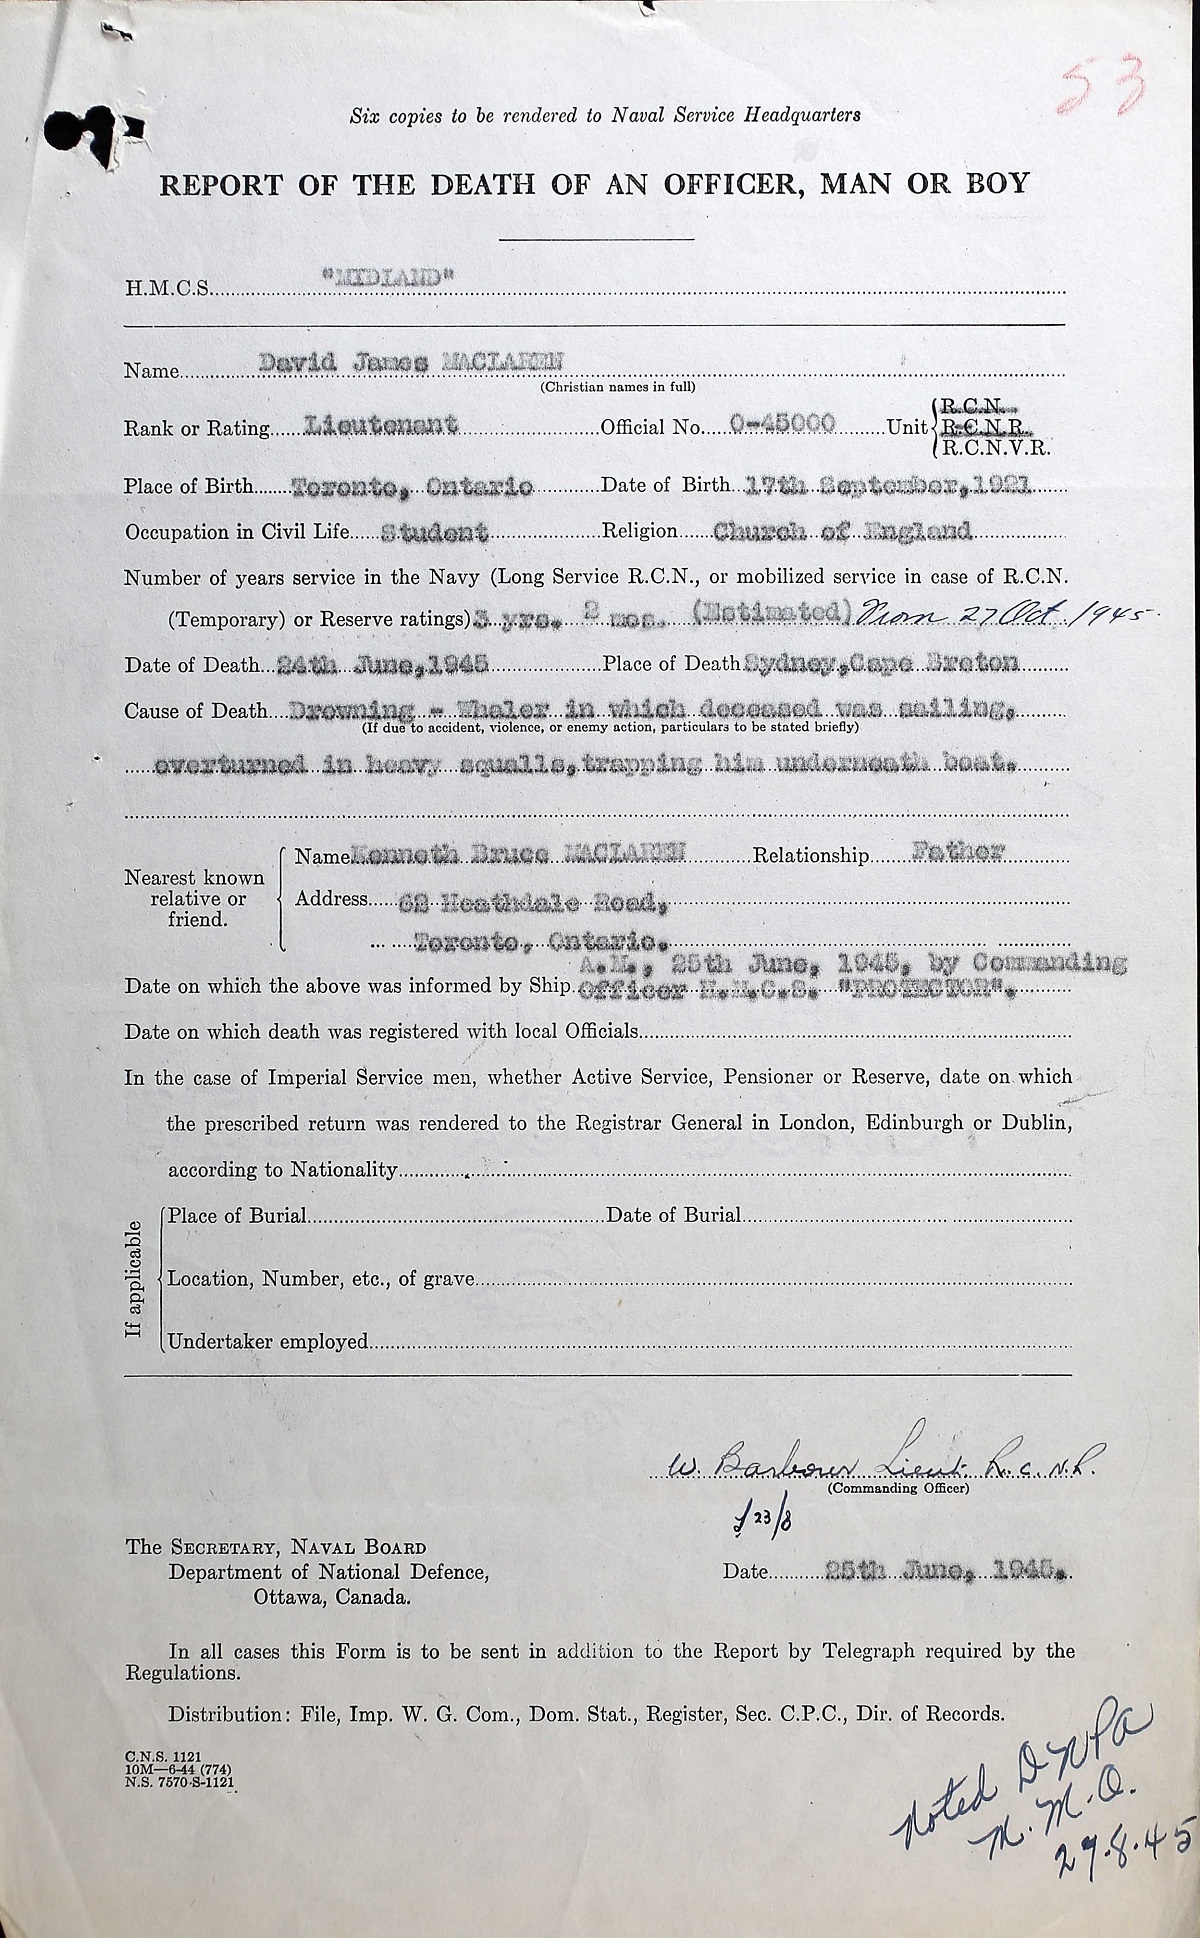 53
Six copies to be rendered to Naval Service Headquarters
REPORT OF THE DEATH OF AN OFFICER, MAN OR BOY
H.M.C.S. "MIDLAND"
Name David James MACLAREN
(Christian names in full)
Rank or Rating Lieutenant Official No. O-45000 Unit { R.C.N. R.C.N.R. R.C.N.V.R.
Place of Birth Toronto, Ontario Date of Birth 17th September, 1921
Occupation in Civil Life Student Religion Church of England
Number of years service in the Navy (Long Service R.C.N., or mobilized service in case of R.C.N.
(Temporary) or Reserve ratings) 3 yrs. 2 mos. (Estimated) From 27 Oct. 1945.
Date of Death 24th June, 1945 Place of Death Sydney, Cape Breton
Cause of Death Drowning - Whaler in which deceased was sailing,
(If due to accident, violence, or enemy action, particulars to be stated briefly)
overturned in heavy squalls, trapping him underneath boat.
Nearest known relative or friend. { Name Kenneth Bruce MACLAREN Relationship Father
Address 62 Heathdale Road,
Toronto, Ontario.
A.M., 25th June, 1945, by Commanding
Date on which the above was informed by Ship. Officer H.M.C.S. "PROTECTOR".
Date on which death was registered with local Officials
In the case of Imperial Service men, whether Active Service, Pensioner or Reserve, date on which
the prescribed return was rendered to the Registrar General in London, Edinburgh or Dublin,
according to Nationality
If applicable { Place of Burial Date of Burial
Location, Number, etc., of grave
Undertaker employed
W. Barbour Lieut. R.C.N.R.
(Commanding Officer)
23/8
The SECRETARY, NAVAL BOARD
Department of National Defence,
Ottawa, Canada.
Date 25th June, 1945.
In all cases this Form is to be sent in addition to the Report by Telegraph required by the
Regulations.
Distribution: File, Imp. W. G. Com., Dom. Stat., Register, Sec. C.P.C., Dir. of Records.
C.N.S. 1121
10M—6-44 (774)
N.S. 7570-S-1121
Noted DNPA
M.M.O.
29.8.45